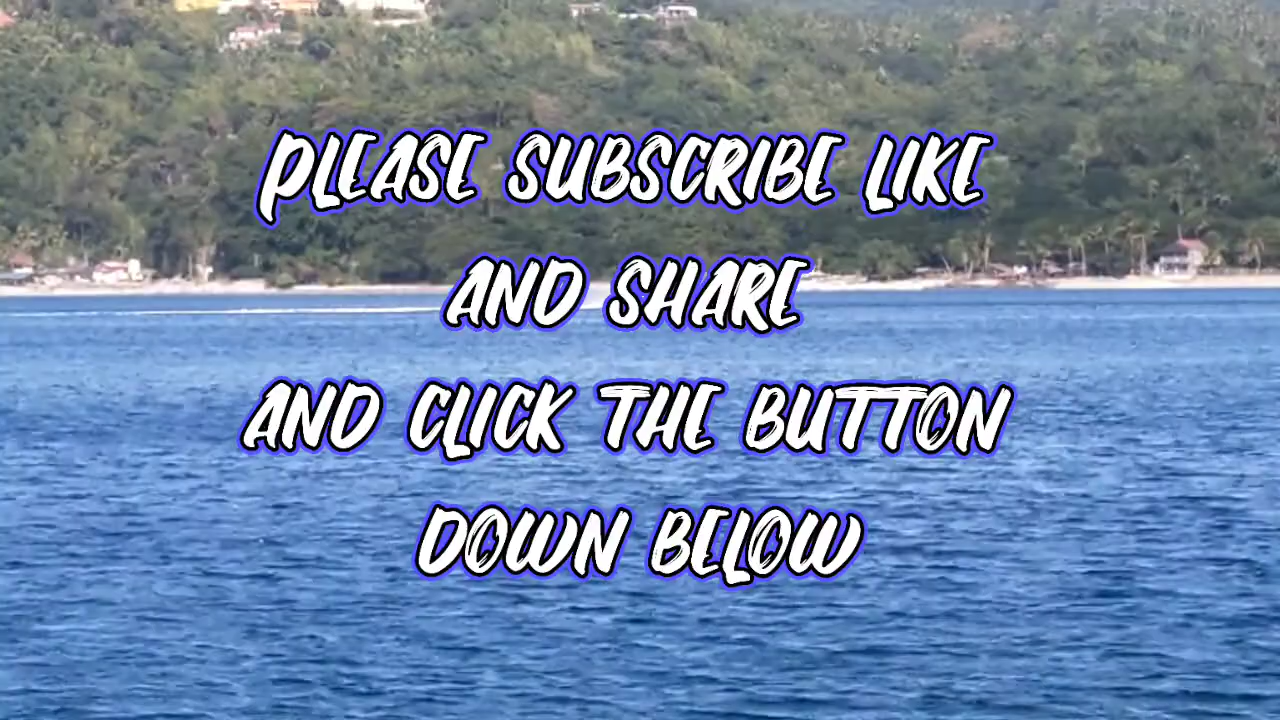 PLEASE SUBSCRIBE LIKE
AND SHARE
AND CLICK THE BUTTON
DOWN BELOW